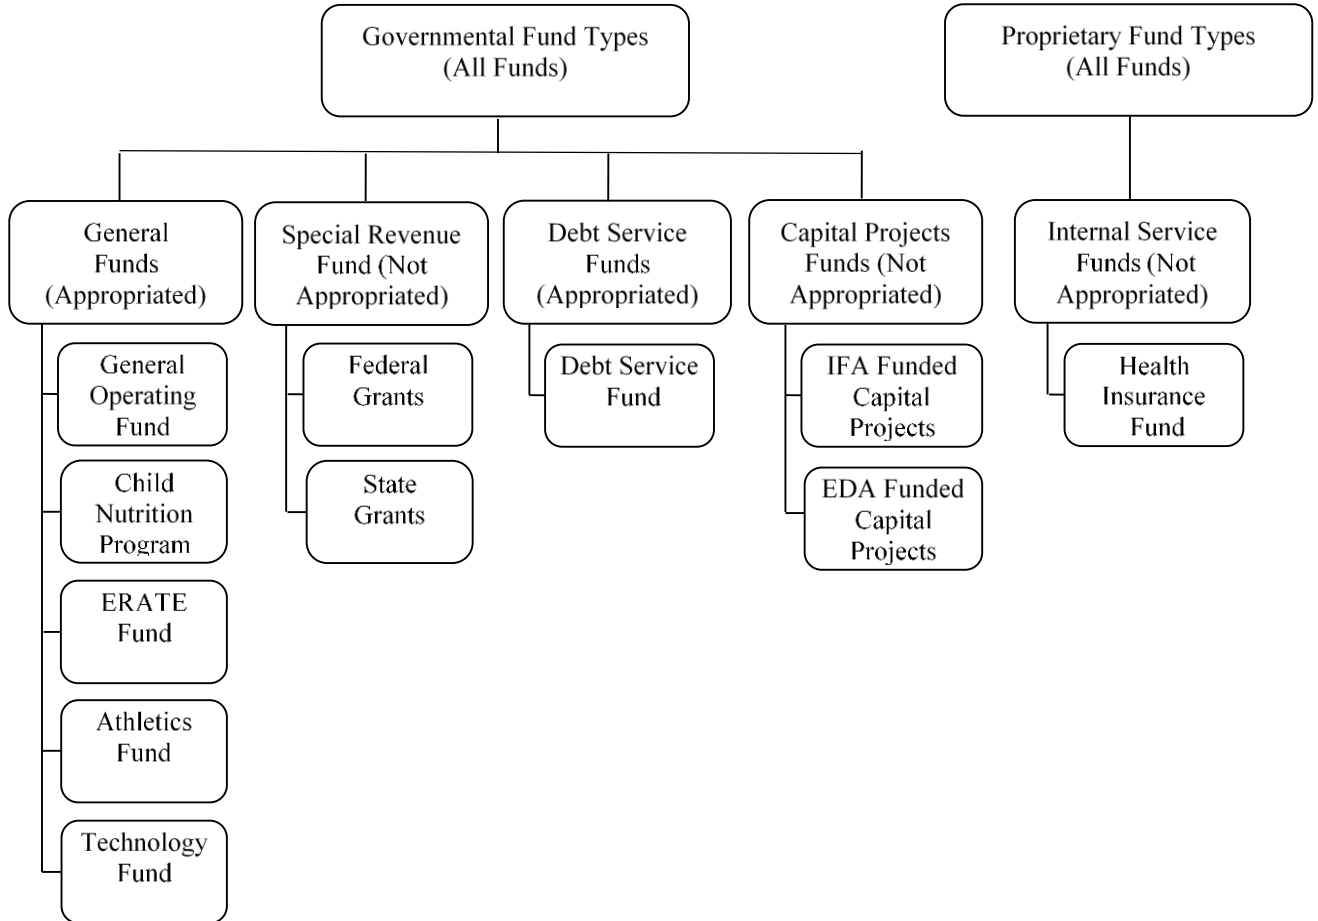 Governmental Fund Types
(All Funds)
Proprietary Fund Types
(All Funds)
General
Funds
(Appropriated)
Special Revenue
Fund (Not
Appropriated)
Debt Service
Funds
(Appropriated)
Capital Projects
Funds (Not
Appropriated)
Internal Service
Funds (Not
Appropriated)
General
Operating
Fund
Child
Nutrition
Program
ERATE
Fund
Athletics
Fund
Technology
Fund
Federal
Grants
State
Grants
Debt Service
Fund
IFA Funded
Capital
Projects
EDA Funded
Capital
Projects
Health
Insurance
Fund